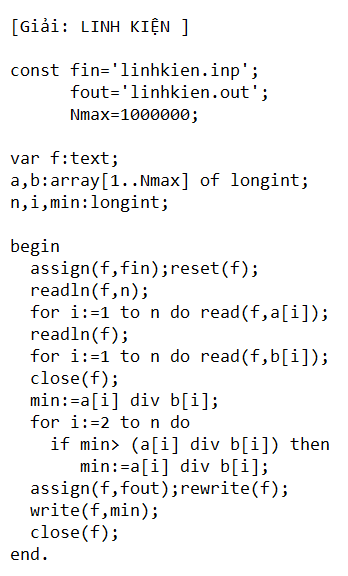 [Giải: LINH KIỆN ]
const fin='linhkien.inp';
fout='linhkien.out';
Nmax=1000000;
var f:text;
a,b:array[1..Nmax] of longint;
n,i,min:longint;
begin
assign(f,fin);reset(f);
readln(f,n);
for i:=1 to n do read(f,a[i]);
readln(f);
for i:=1 to n do read(f,b[i]);
close(f);
min:=a[i] div b[i];
for i:=2 to n do
if min> (a[i] div b[i]) then
min:=a[i] div b[i];
assign(f,fout);rewrite(f);
write(f,min);
close(f);
end.